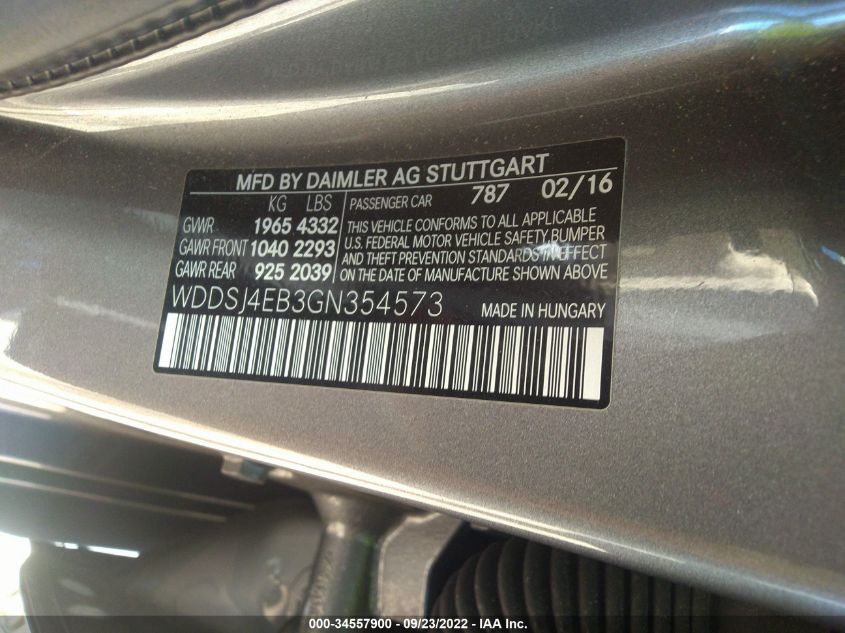 MFD BY DAIMLER AG STUTTGART
KG LBS PASSENGER CAR 787 02/16
GVWR 1965 4332
GAWR FRONT 1040 2293
GAWR REAR 925 2039
THIS VEHICLE CONFORMS TO ALL APPLICABLE
U.S. FEDERAL MOTOR VEHICLE SAFETY BUMPER
AND THEFT PREVENTION STANDARDS IN EFFECT
ON THE DATE OF MANUFACTURE SHOWN ABOVE.
WDDSJ4EB3GN354573 MADE IN HUNGARY
000-34557900 - 09/23/2022 - IAA Inc.